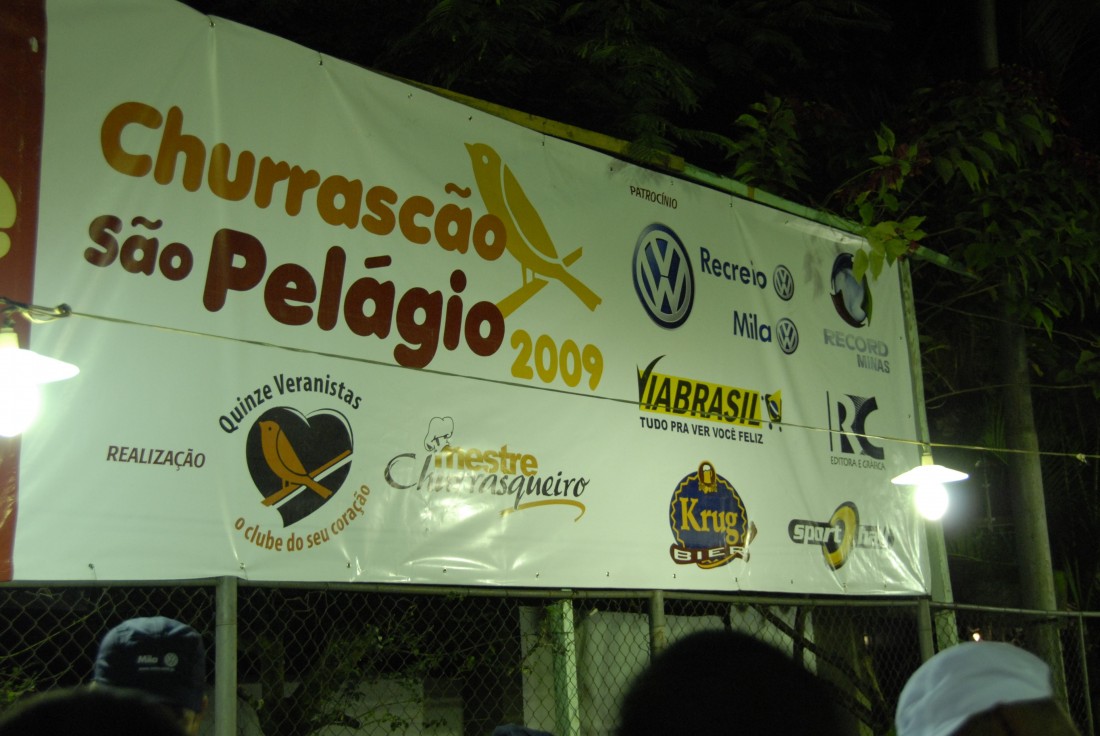 Churrascão
são Pelágio
2009
PATROCÍNIO
Recreio
Mila
RECORD
MINAS
VIABRASIL
TUDO PRA VER VOCÊ FELIZ
RC
EDITORA E GRÁFICA
REALIZAÇÃO
Quinze Veranistas
o clube do seu coração
mestre
Churrasqueiro
Krug
BIER
sport
Mila